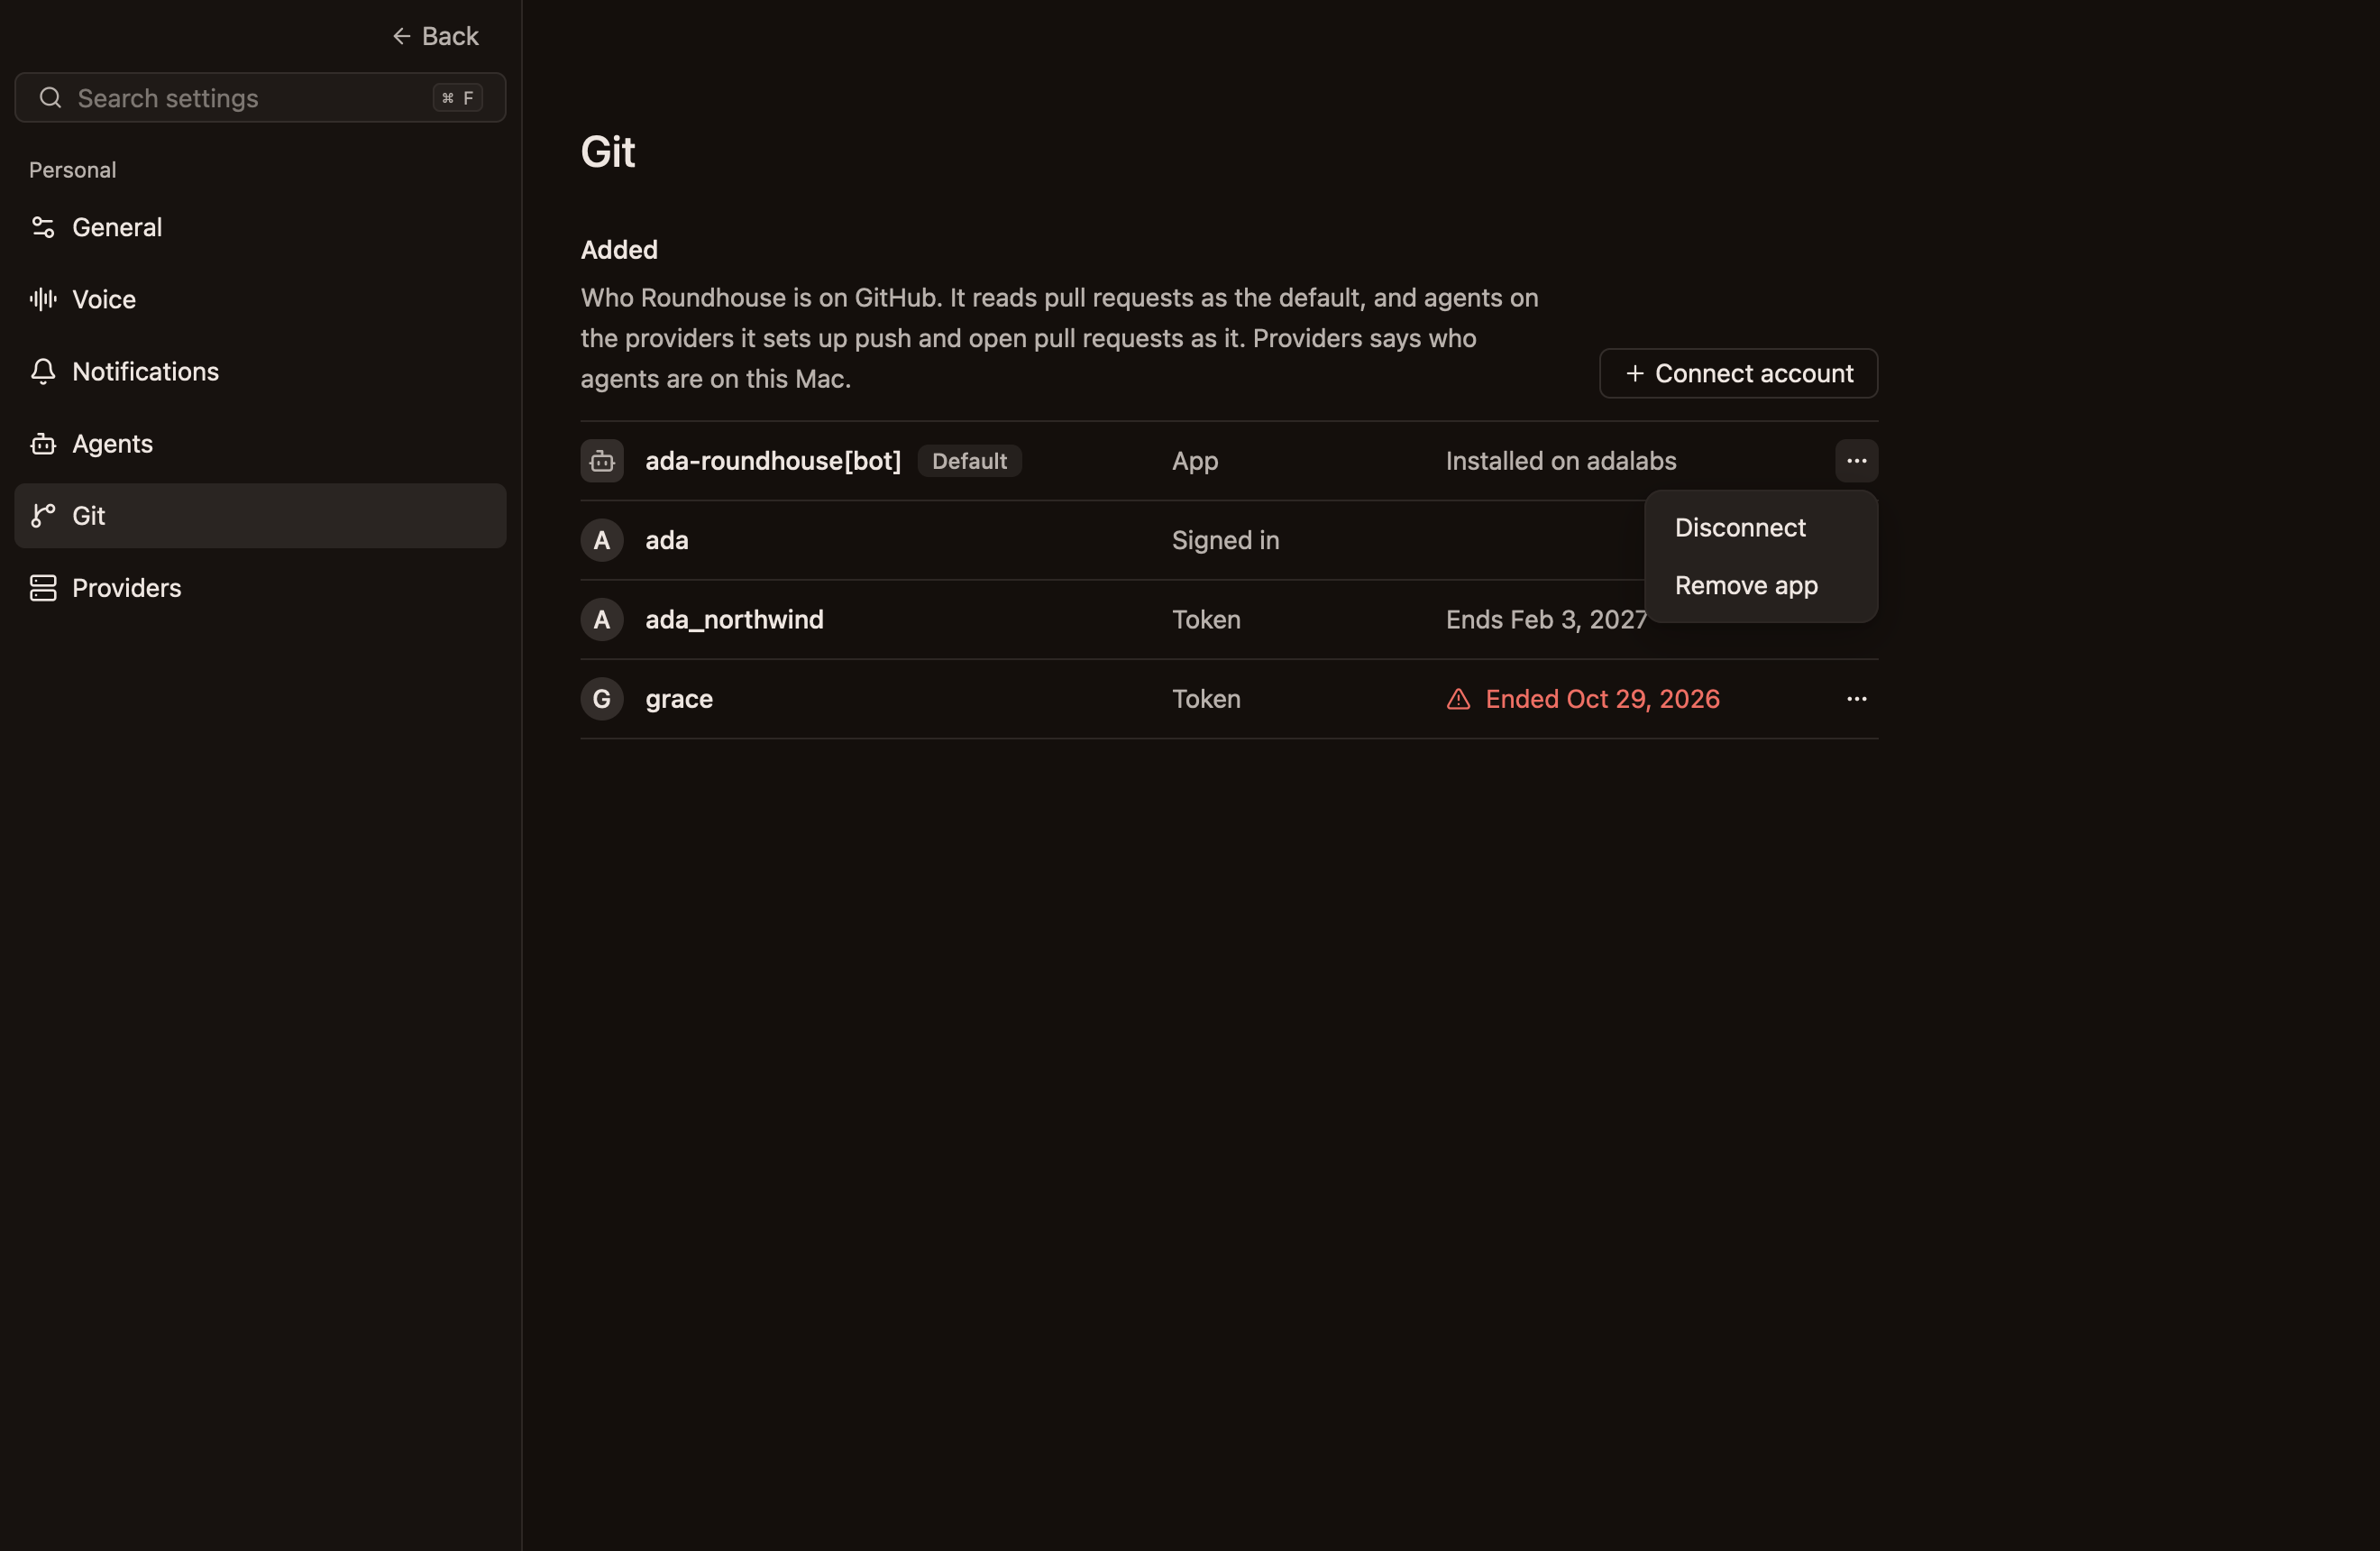 Back
Search settings
⌘ F
Personal
General
Voice
Notifications
Agents
Git
Providers
Git
Added
Who Roundhouse is on GitHub. It reads pull requests as the default, and agents on
the providers it sets up push and open pull requests as it. Providers says who
agents are on this Mac.
Connect account
ada-roundhouse[bot] Default App Installed on adalabs
Disconnect
Remove app
A ada Signed in
A ada_northwind Token Ends Feb 3, 2027
G grace Token Ended Oct 29, 2026